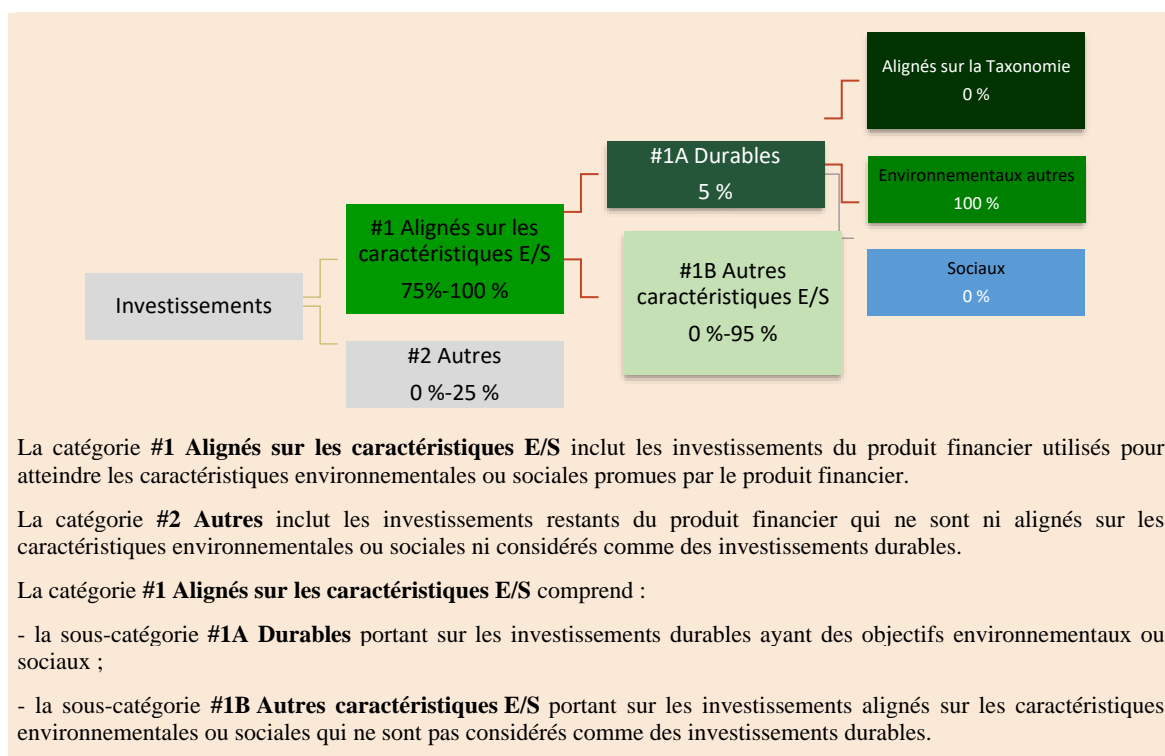 Alignés sur la Taxonomie
0 %
#1A Durables
5 %
Environnementaux autres
100 %
#1 Alignés sur les
caractéristiques E/S
75%-100 %
#1B Autres
caractéristiques E/S
0 %-95 %
Sociaux
0 %
Investissements
#2 Autres
0 %-25 %
La catégorie #1 Alignés sur les caractéristiques E/S inclut les investissements du produit financier utilisés pour
atteindre les caractéristiques environnementales ou sociales promues par le produit financier.
La catégorie #2 Autres inclut les investissements restants du produit financier qui ne sont ni alignés sur les
caractéristiques environnementales ou sociales ni considérés comme des investissements durables.
La catégorie #1 Alignés sur les caractéristiques E/S comprend :
- la sous-catégorie #1A Durables portant sur les investissements durables ayant des objectifs environnementaux ou
sociaux ;
- la sous-catégorie #1B Autres caractéristiques E/S portant sur les investissements alignés sur les caractéristiques
environnementales ou sociales qui ne sont pas considérés comme des investissements durables.